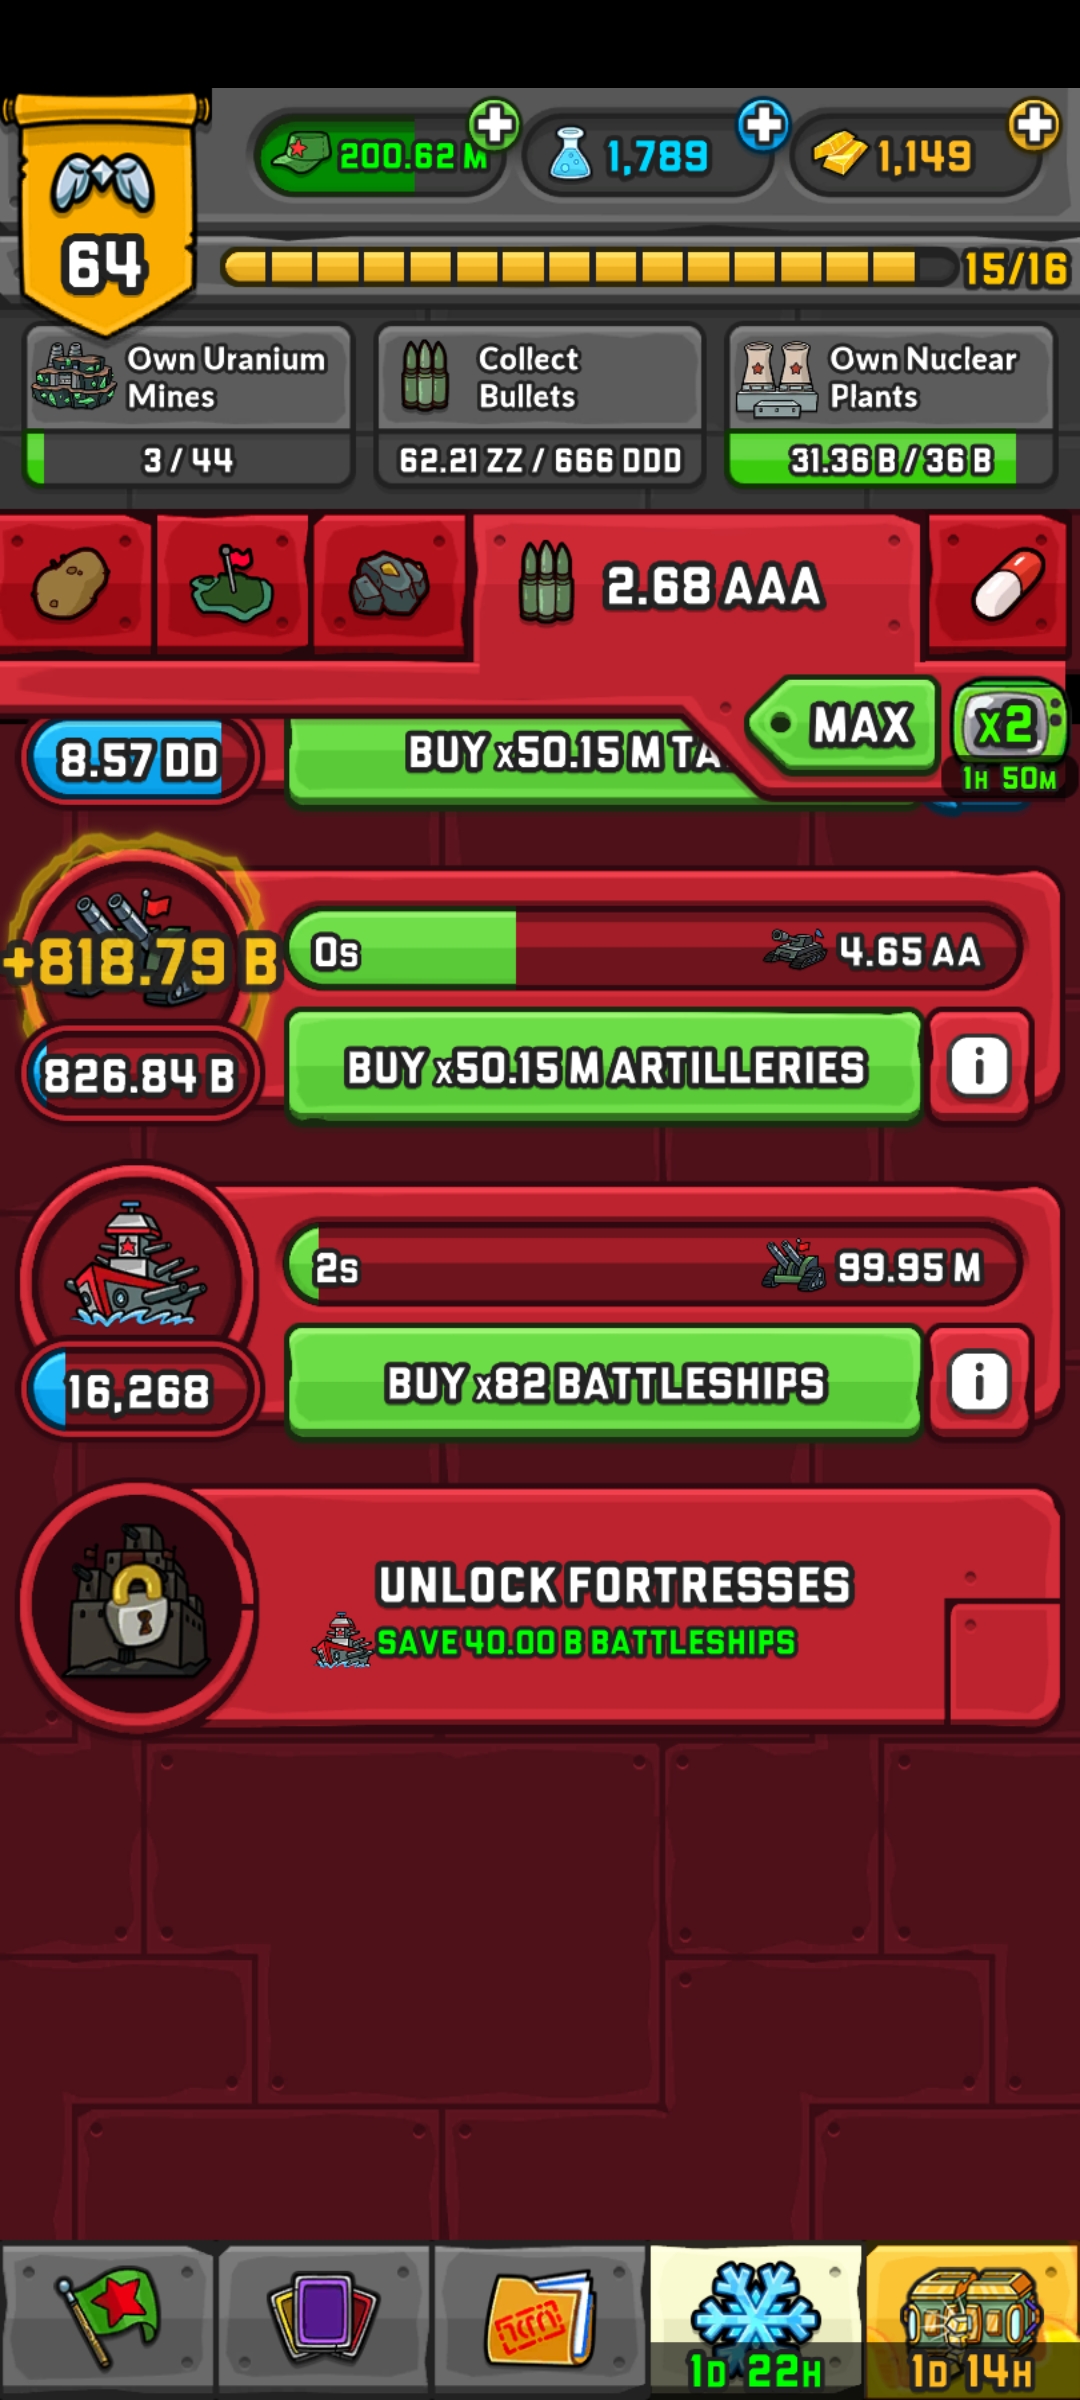 64
200.62 M
1,789
1,149
15/16
Own Uranium
Mines
3 / 44
Collect
Bullets
62.21 ZZ / 666 DDD
Own Nuclear
Plants
31.36 B / 36 B
2.68 AAA
MAX
x2
1H 50M
8.57 DD
BUY x50.15 M TA
+818.79 B
0s
4.65 AA
826.84 B
BUY x50.15 M ARTILLERIES
i
2s
99.95 M
16,268
BUY x82 BATTLESHIPS
i
UNLOCK FORTRESSES
SAVE 40.00 B BATTLESHIPS
1D 22H
1D 14H